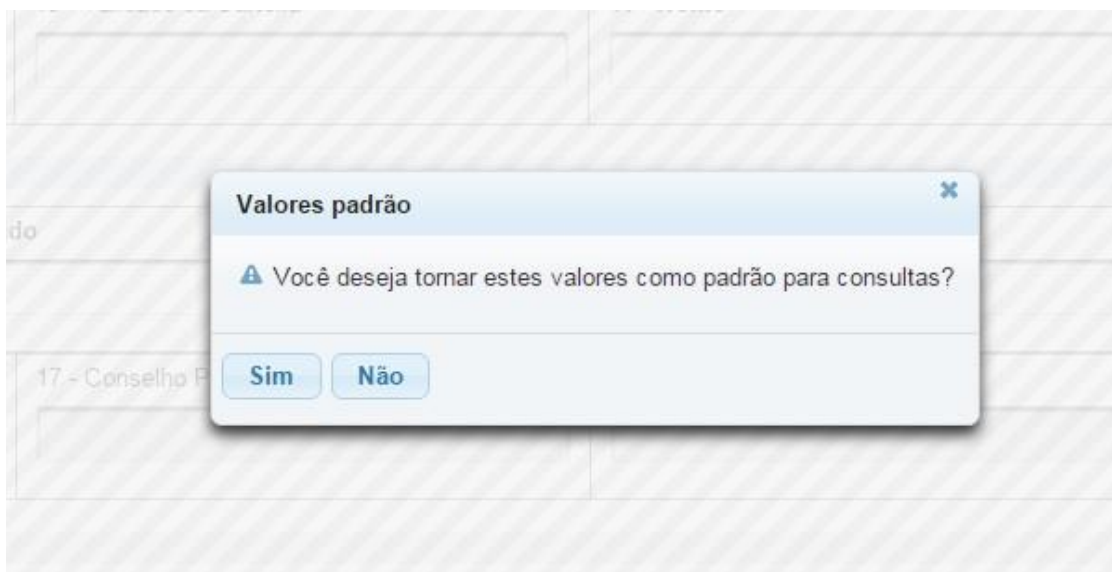 Valores padrão
do
Você deseja tornar estes valores como padrão para consultas?
17 - Conselho P
Sim
Não